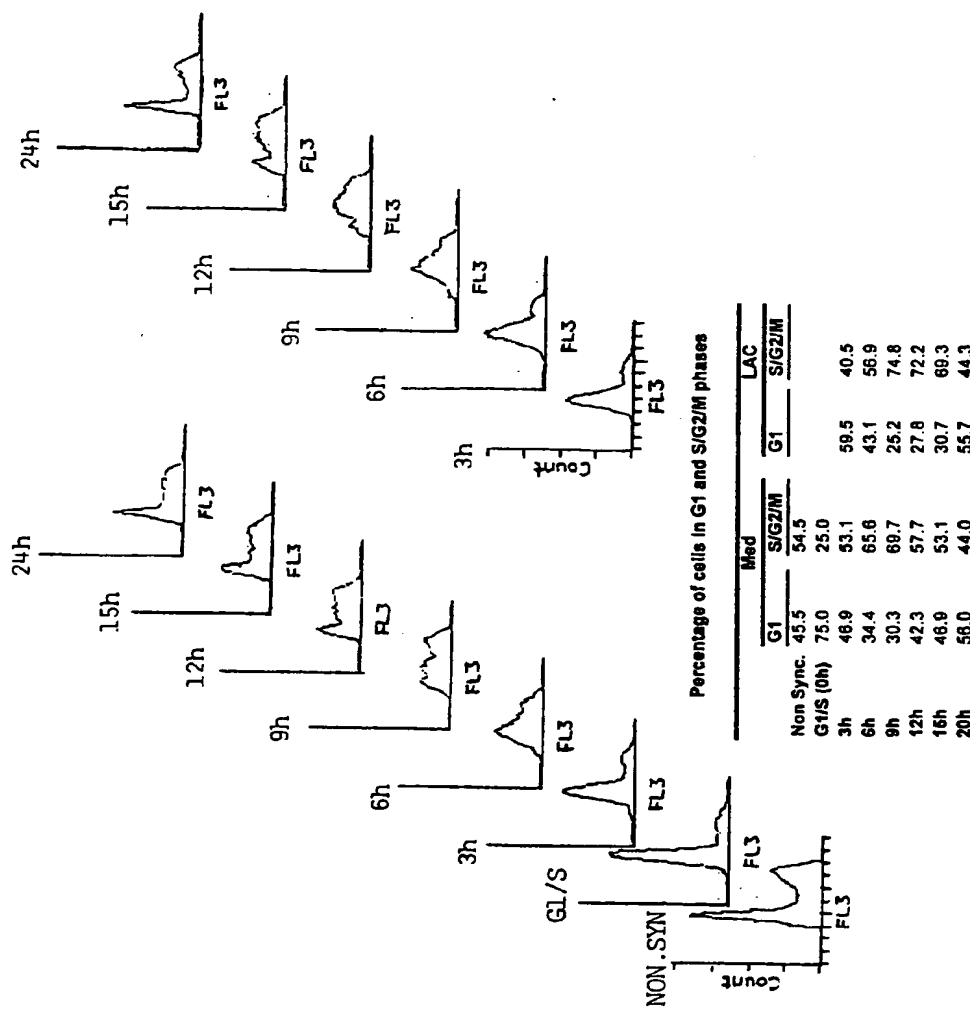 NON.SYN
Count
FL3
G1/S
FL3
3h
FL3
6h
FL3
9h
FL3
12h
FL3
15h
FL3
24h
FL3
3h
Count
FL3
6h
FL3
9h
FL3
12h
FL3
15h
FL3
24h
FL3
Percentage of cells in G1 and S/G2/M phases
Med LAC
G1 S/G2/M G1 S/G2/M
Non Sync. 45.5 54.5
G1/S (0h) 75.0 25.0
3h 46.9 53.1 59.5 40.5
6h 34.4 65.6 43.1 56.9
9h 30.3 69.7 25.2 74.8
12h 42.3 57.7 27.8 72.2
15h 46.9 53.1 30.7 69.3
20h 56.0 44.0 55.7 44.3